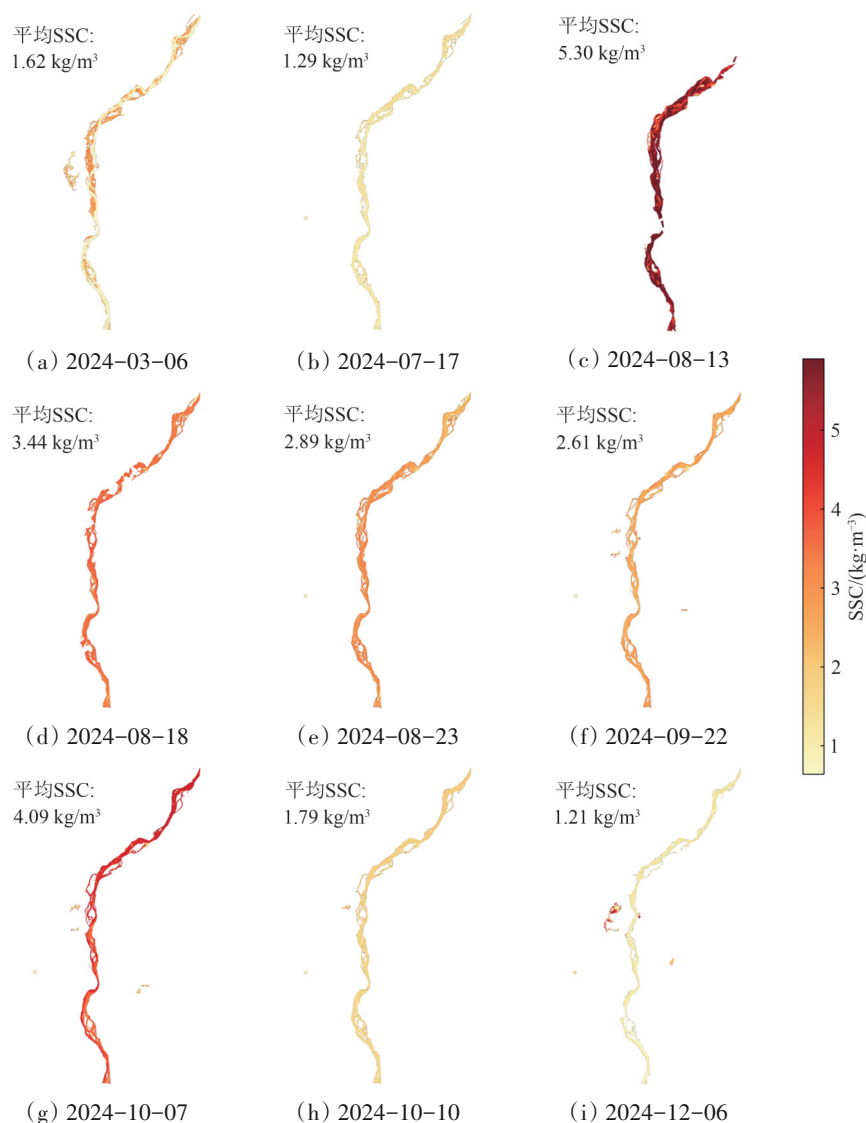 平均SSC:
1.62 kg/m³
平均SSC:
1.29 kg/m³
平均SSC:
5.30 kg/m³
(a) 2024-03-06
(b) 2024-07-17
(c) 2024-08-13
平均SSC:
3.44 kg/m³
平均SSC:
2.89 kg/m³
平均SSC:
2.61 kg/m³
(d) 2024-08-18
(e) 2024-08-23
(f) 2024-09-22
平均SSC:
4.09 kg/m³
平均SSC:
1.79 kg/m³
平均SSC:
1.21 kg/m³
(g) 2024-10-07
(h) 2024-10-10
(i) 2024-12-06
5
4
3
2
1
SSC/(kg·m⁻³)